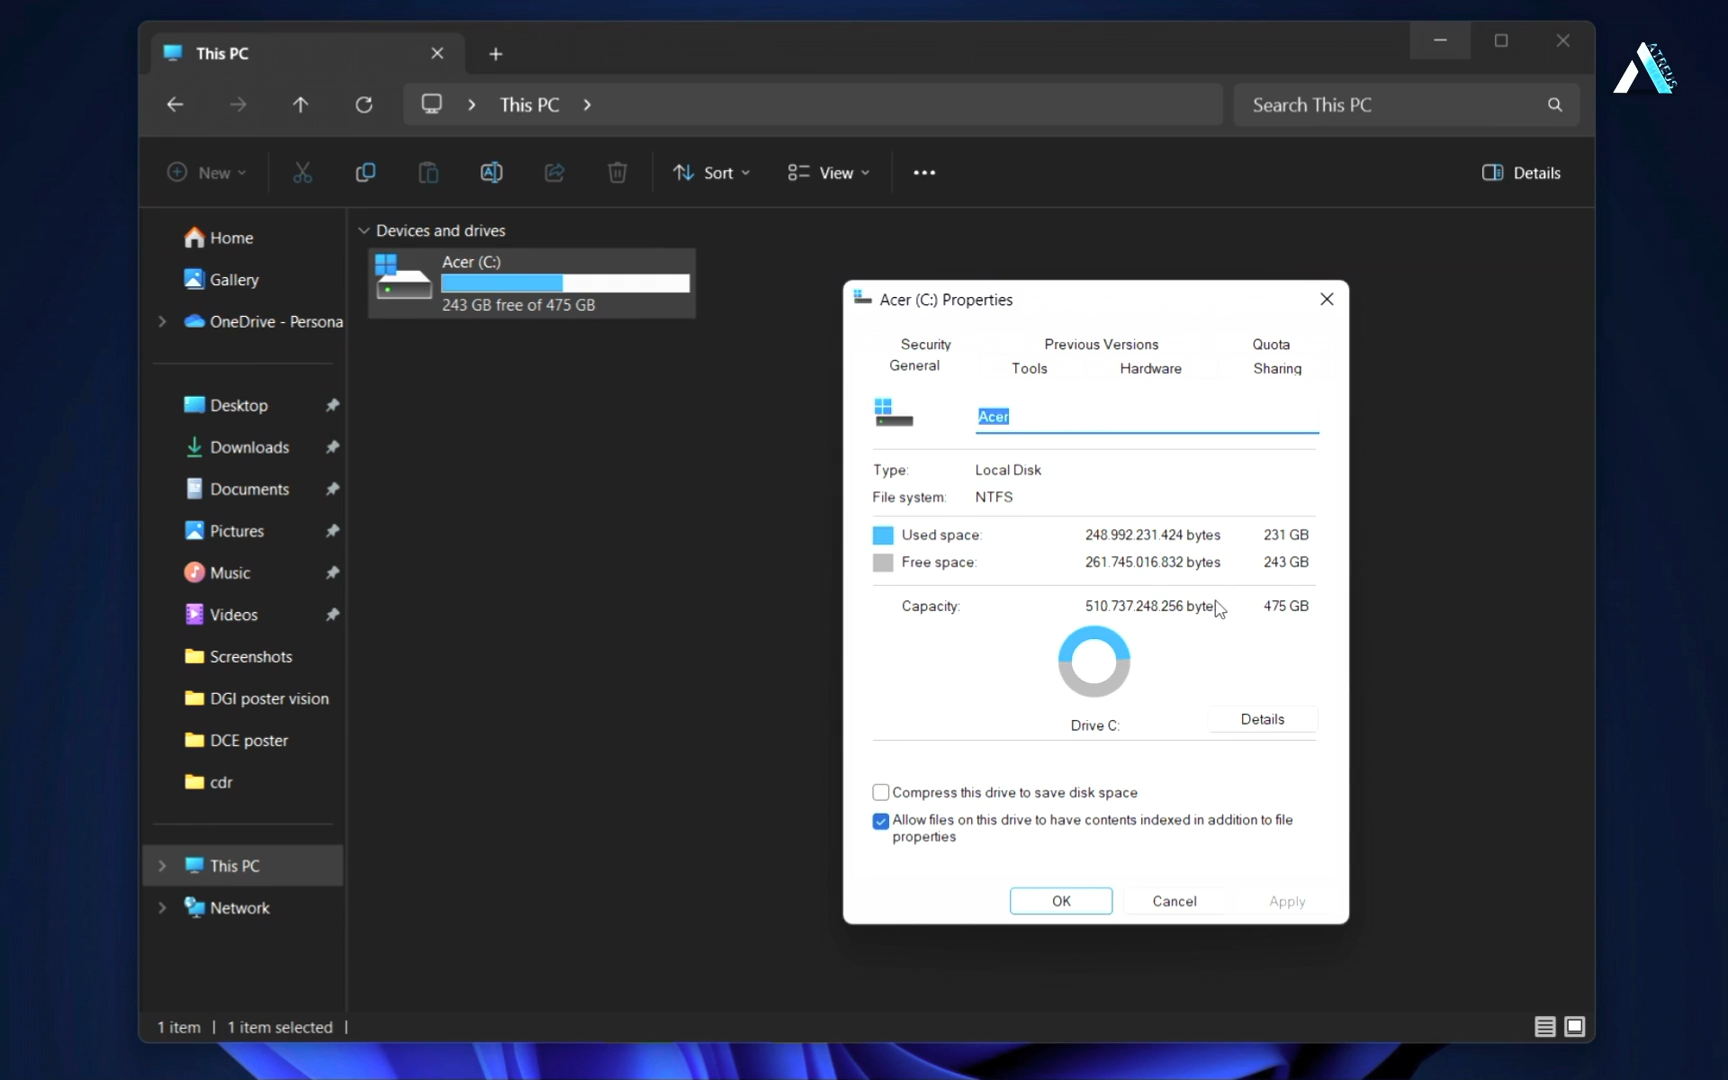 This PC
This PC
Search This PC
New
Sort
View
Details
Home
Gallery
OneDrive - Persona
Desktop
Downloads
Documents
Pictures
Music
Videos
Screenshots
DGI poster vision
DCE poster
cdr
This PC
Network
Devices and drives
Acer (C:)
243 GB free of 475 GB
Acer (C:) Properties
Security Previous Versions Quota
General Tools Hardware Sharing
Acer
Type: Local Disk
File system: NTFS
Used space: 248.992.231.424 bytes 231 GB
Free space: 261.745.016.832 bytes 243 GB
Capacity: 510.737.248.256 byte 475 GB
Drive C:
Details
Compress this drive to save disk space
Allow files on this drive to have contents indexed in addition to file
properties
OK Cancel Apply
1 item | 1 item selected |
ATREUS